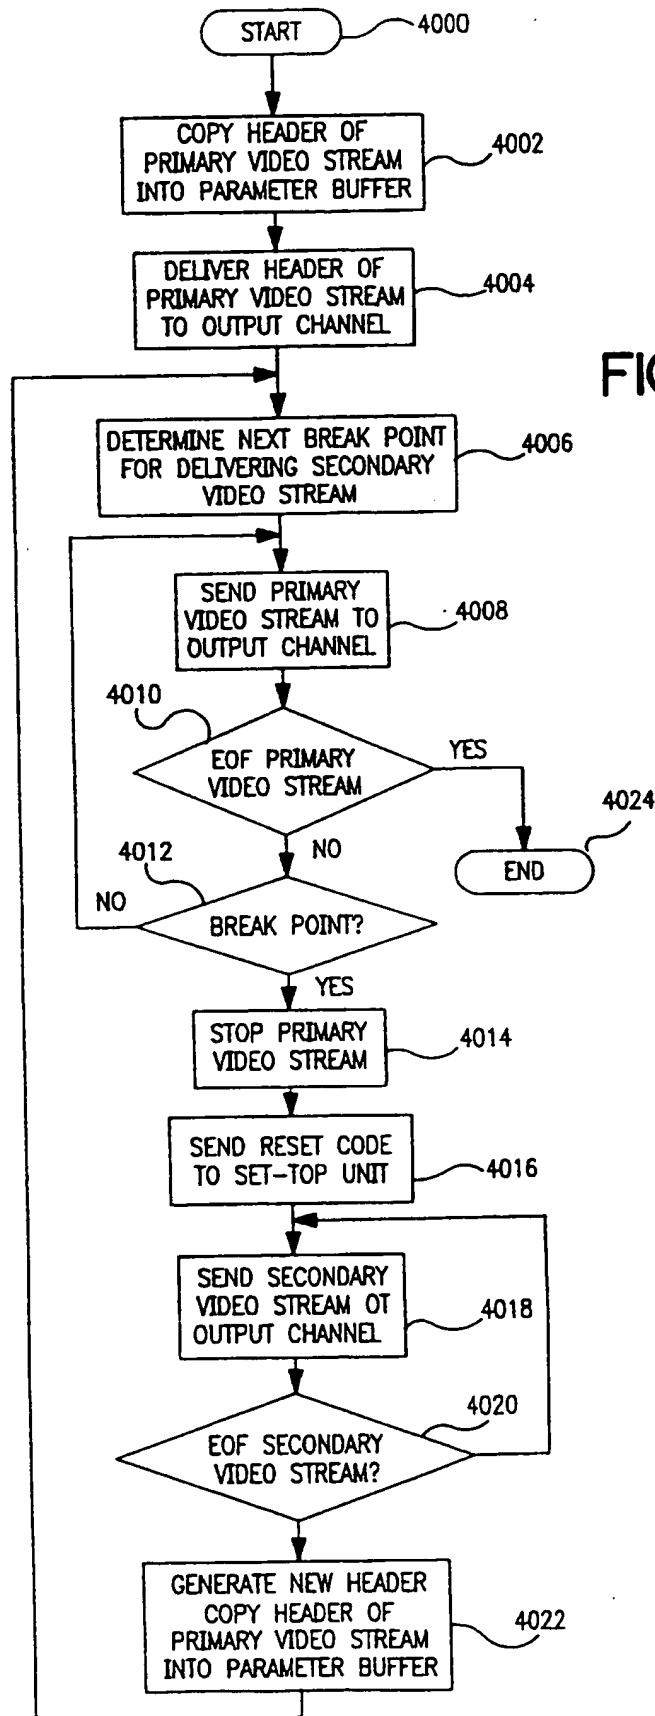 START
4000
COPY HEADER OF
PRIMARY VIDEO STREAM
INTO PARAMETER BUFFER
4002
DELIVER HEADER OF
PRIMARY VIDEO STREAM
TO OUTPUT CHANNEL
4004
FIG
DETERMINE NEXT BREAK POINT
FOR DELIVERING SECONDARY
VIDEO STREAM
4006
SEND PRIMARY
VIDEO STREAM TO
OUTPUT CHANNEL
4008
4010
EOF PRIMARY
VIDEO STREAM
YES
4024
END
NO
4012
NO
BREAK POINT?
YES
STOP PRIMARY
VIDEO STREAM
4014
SEND RESET CODE
TO SET-TOP UNIT
4016
SEND SECONDARY
VIDEO STREAM OT
OUTPUT CHANNEL
4018
4020
EOF SECONDARY
VIDEO STREAM?
GENERATE NEW HEADER
COPY HEADER OF
PRIMARY VIDEO STREAM
INTO PARAMETER BUFFER
4022